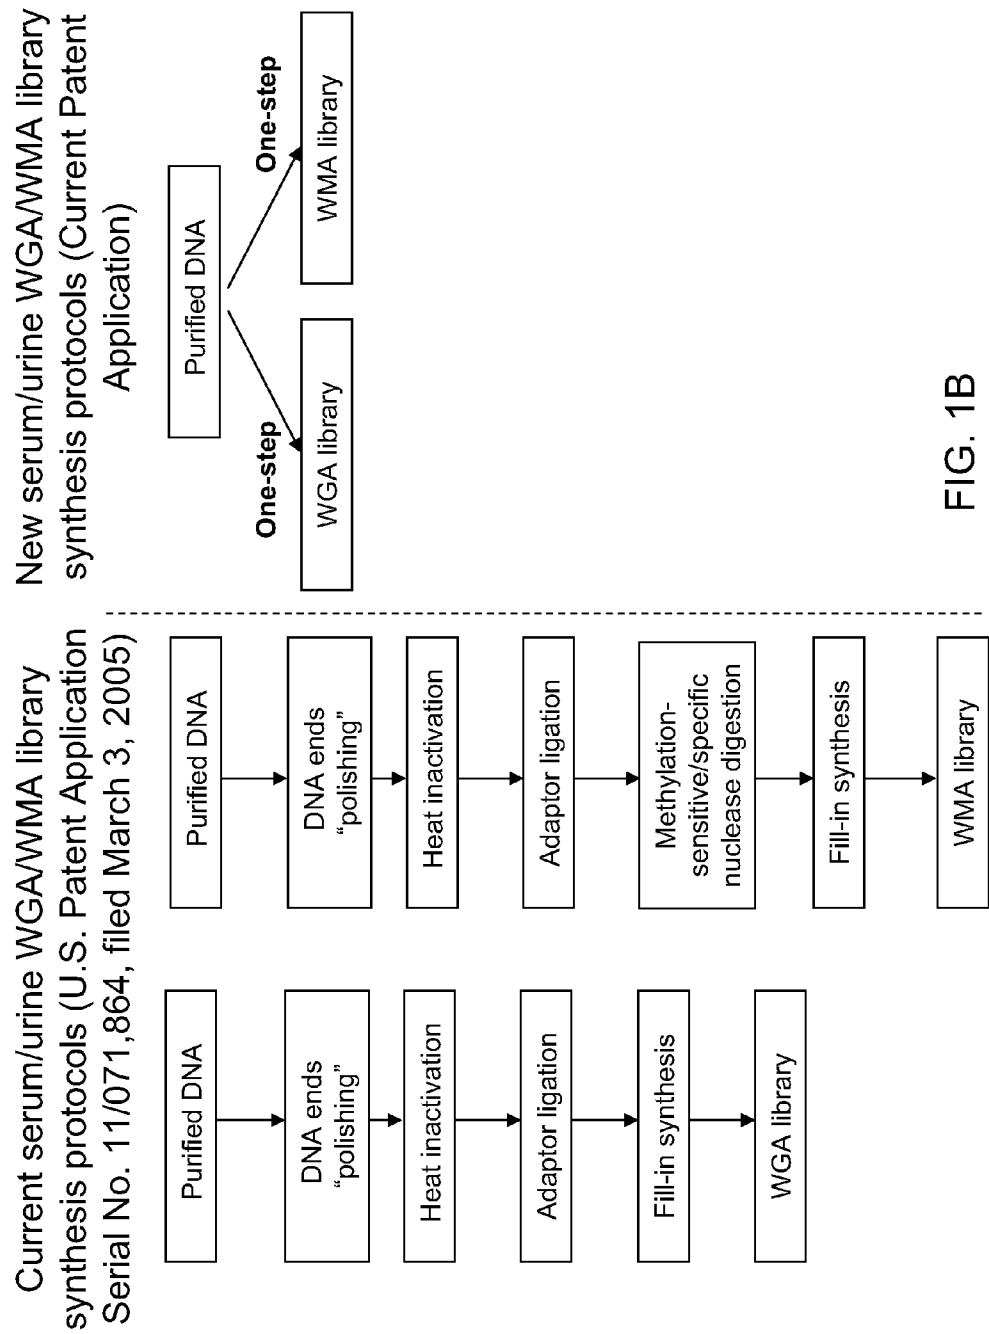 Current serum/urine WGA/WMA library
synthesis protocols (U.S. Patent Application
Serial No. 11/071,864, filed March 3, 2005)
Purified DNA
DNA ends
“polishing”
Heat inactivation
Adaptor ligation
Fill-in synthesis
WGA library
Purified DNA
DNA ends
“polishing”
Heat inactivation
Adaptor ligation
Methylation-
sensitive/specific
nuclease digestion
Fill-in synthesis
WMA library
New serum/urine WGA/WMA library
synthesis protocols (Current Patent
Application)
Purified DNA
One-step
One-step
WGA library
WMA library
FIG. 1B